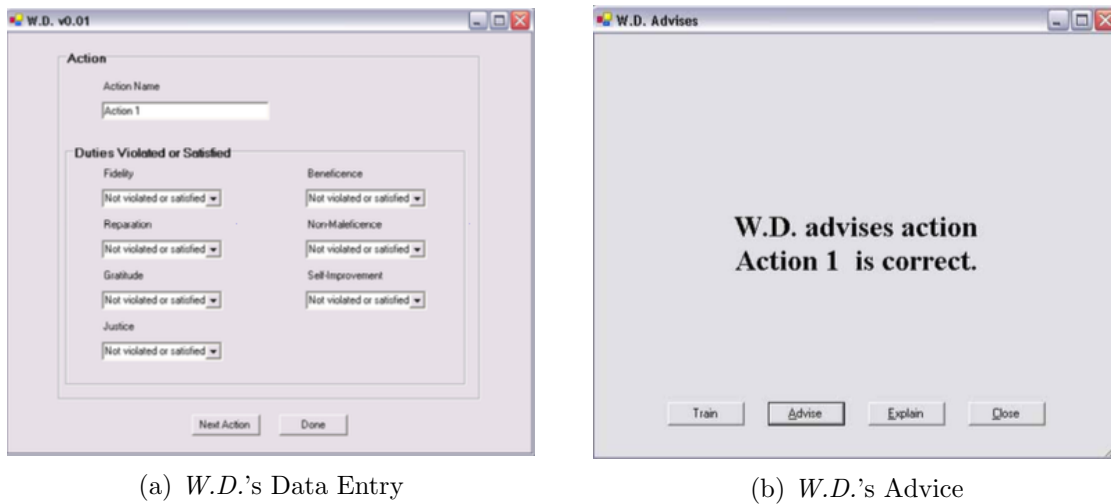 W.D. v0.01
Action
Action Name
Action 1
Duties Violated or Satisfied
Fidelity
Not violated or satisfied
Beneficence
Not violated or satisfied
Reparation
Not violated or satisfied
Non-Maleficence
Not violated or satisfied
Gratitude
Not violated or satisfied
Self-Improvement
Not violated or satisfied
Justice
Not violated or satisfied
Next Action
Done
(a) W.D.'s Data Entry
W.D. Advises
W.D. advises action
Action 1 is correct.
Train
Advise
Explain
Close
(b) W.D.'s Advice